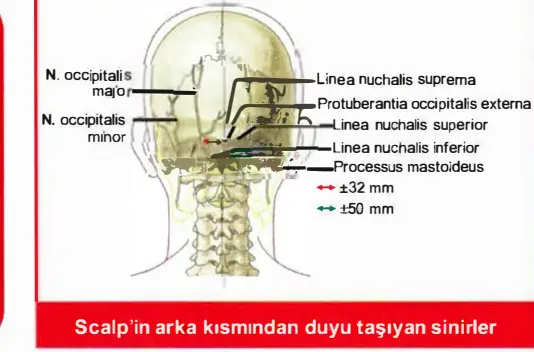 N. occipitalis
major
N. occipitalis
minor
Linea nuchalis suprema
Protuberantia occipitalis externa
Linea nuchalis superior
Linea nuchalis inferior
Processus mastoideus
±32 mm
±50 mm
Scalp'in arka kısmından duyu taşıyan sinirler